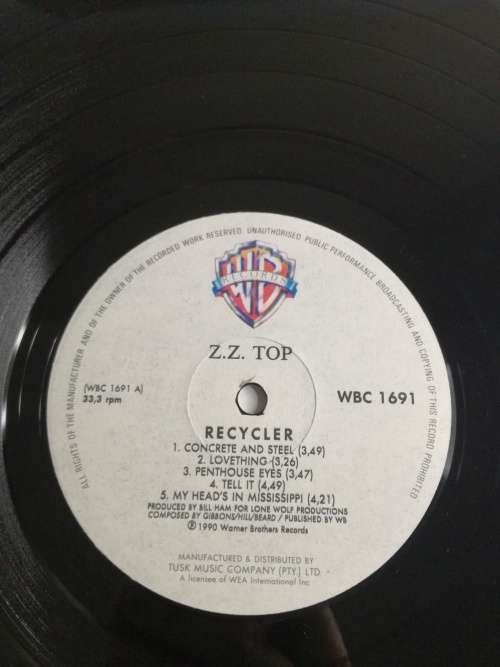 ALL RIGHTS OF THE MANUFACTURER AND OF THE OWNER OF THE RECORDED WORK RESERVED. UNAUTHORISED PUBLIC PERFORMANCE BROADCASTING AND COPYING OF THIS RECORD PROHIBITED
WB
RECORDS
Z.Z. TOP
(WBC 1691 A)
33,3 rpm
WBC 1691
RECYCLER
1. CONCRETE AND STEEL (3,49)
2. LOVETHING (3,26)
3. PENTHOUSE EYES (3,47)
4. TELL IT (4,49)
5. MY HEAD'S IN MISSISSIPPI (4,21)
PRODUCED BY BILL HAM FOR LONE WOLF PRODUCTIONS
COMPOSED BY GIBBONS/HILL/BEARD / PUBLISHED BY WB
℗ 1990 Warner Brothers Records
MANUFACTURED & DISTRIBUTED BY
TUSK MUSIC COMPANY (PTY.) LTD.
A licensee of WEA International Inc